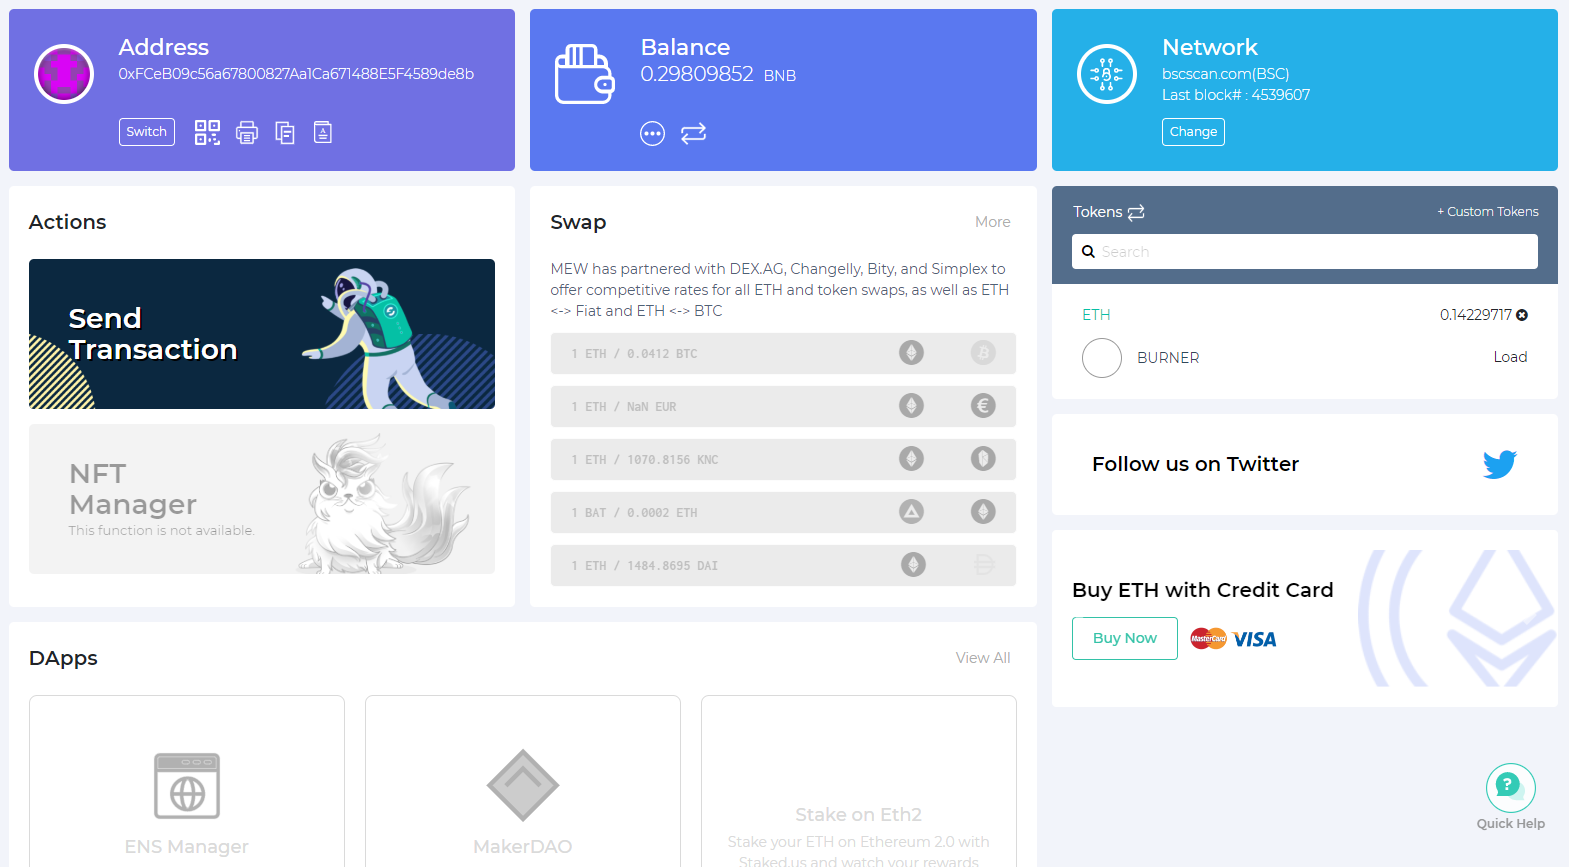 Address
0xFCeB09c56a67800827Aa1Ca671488E5F4589de8b
Switch
Balance
0.29809852 BNB
Network
bscscan.com(BSC)
Last block# : 4539607
Change
Actions
Send
Transaction
NFT
Manager
This function is not available.
Swap
More
MEW has partnered with DEX.AG, Changelly, Bity, and Simplex to
offer competitive rates for all ETH and token swaps, as well as ETH
<-> Fiat and ETH <-> BTC
1 ETH / 0.0412 BTC
1 ETH / NaN EUR
1 ETH / 1070.8156 KNC
1 BAT / 0.0002 ETH
1 ETH / 1484.8695 DAI
Tokens
+ Custom Tokens
Search
ETH
0.14229717
BURNER
Load
Follow us on Twitter
Buy ETH with Credit Card
Buy Now
MasterCard
VISA
DApps
View All
ENS Manager
MakerDAO
Stake on Eth2
Stake your ETH on Ethereum 2.0 with
Staked.us and watch your rewards
?
Quick Help